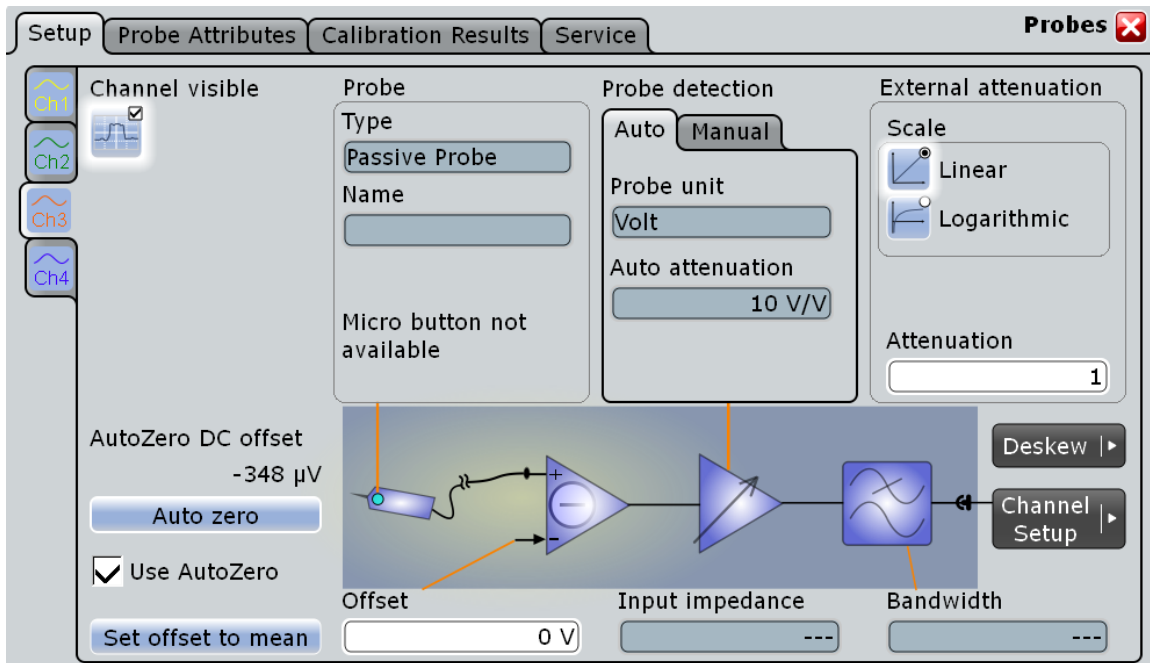 Setup
Probe Attributes
Calibration Results
Service
Probes
Ch1
Ch2
Ch3
Ch4
Channel visible
Probe
Type
Passive Probe
Name
Micro button not
available
Probe detection
Auto
Manual
Probe unit
Volt
Auto attenuation
10 V/V
External attenuation
Scale
Linear
Logarithmic
Attenuation
1
AutoZero DC offset
-348 µV
Auto zero
Use AutoZero
Set offset to mean
+
-
Deskew
Channel
Setup
Offset
0 V
Input impedance
---
Bandwidth
---